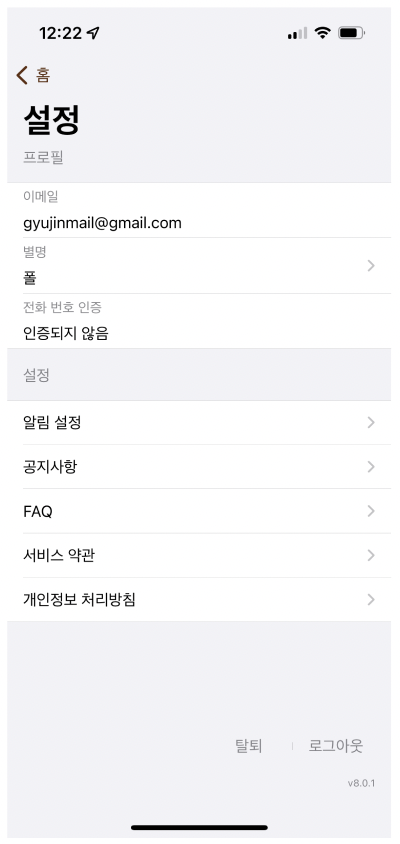 12:22
홈
설정
프로필
이메일
gyujinmail@gmail.com
별명
폴
전화 번호 인증
인증되지 않음
설정
알림 설정
공지사항
FAQ
서비스 약관
개인정보 처리방침
탈퇴 로그아웃
v8.0.1